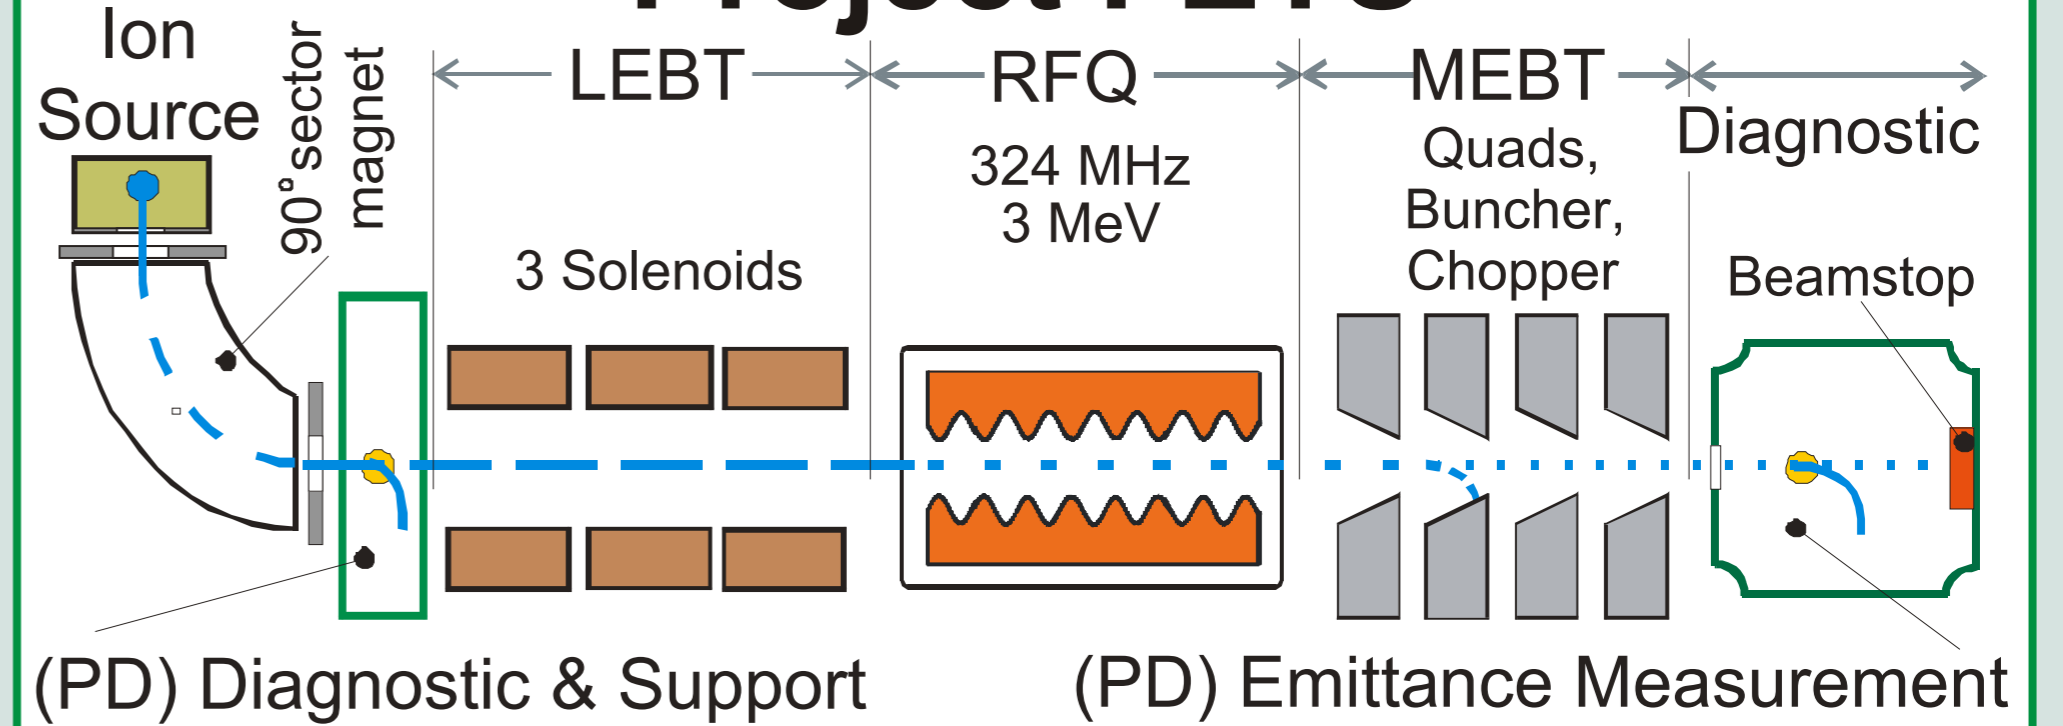 Ion
Source
90° sector
magnet
LEBT
RFQ
MEBT
Diagnostic
3 Solenoids
324 MHz
3 MeV
Quads,
Buncher,
Chopper
Beamstop
(PD) Diagnostic & Support
(PD) Emittance Measurement